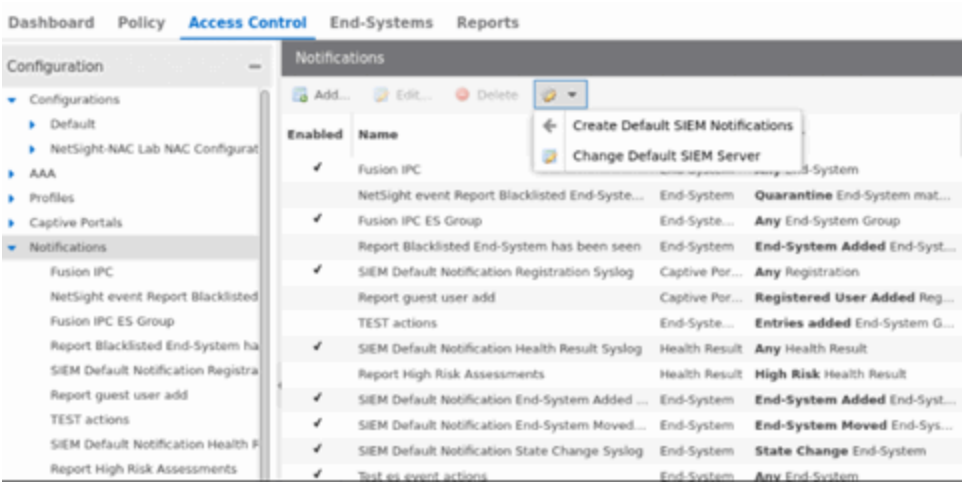 Dashboard Policy Access Control End-Systems Reports
Configuration
Configurations
Default
NetSight-NAC Lab NAC Configurat
AAA
Profiles
Captive Portals
Notifications
Fusion IPC
NetSight event Report Blacklisted
Fusion IPC ES Group
Report Blacklisted End-System ha
SIEM Default Notification Registra
Report guest user add
TEST actions
SIEM Default Notification Health R
Report High Risk Assessments
Notifications
Add... Edit... Delete
Create Default SIEM Notifications
Change Default SIEM Server
Enabled Name
Fusion IPC End-System Any End-System
NetSight event Report Blacklisted End-Syste... End-System Quarantine End-System mat...
Fusion IPC ES Group End-Syste... Any End-System Group
Report Blacklisted End-System has been seen End-System End-System Added End-Syst...
SIEM Default Notification Registration Syslog Captive Por... Any Registration
Report guest user add Captive Por... Registered User Added Reg...
TEST actions End-Syste... Entries added End-System G...
SIEM Default Notification Health Result Syslog Health Result Any Health Result
Report High Risk Assessments Health Result High Risk Health Result
SIEM Default Notification End-System Added ... End-System End-System Added End-Syst...
SIEM Default Notification End-System Moved... End-System End-System Moved End-Sys...
SIEM Default Notification State Change Syslog End-System State Change End-System
Test es event actions End-System Any End-System